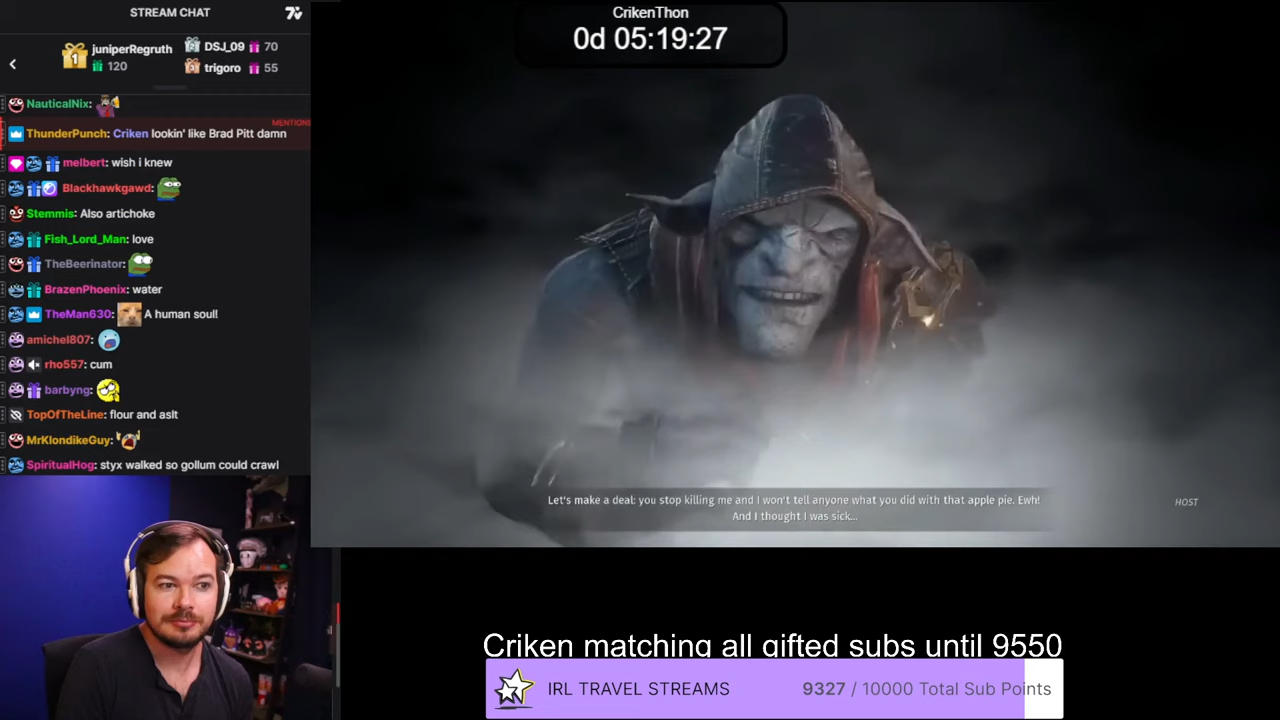 STREAM CHAT
juniperRegruth
120
DSJ_09 70
trigoro 55
NauticalNix:
MENTIONS
ThunderPunch: Criken lookin' like Brad Pitt damn
melbert: wish i knew
Blackhawkgawd:
Stemmis: Also artichoke
Fish_Lord_Man: love
TheBeerinator:
BrazenPhoenix: water
TheMan630: A human soul!
amichel807:
rho557: cum
barbyng:
TopOfTheLine: flour and aslt
MrKlondikeGuy:
SpiritualHog: styx walked so gollum could crawl
CrikenThon
0d 05:19:27
Let's make a deal: you stop killing me and I won't tell anyone what you did with that apple pie. Ewh!
And I thought I was sick...
HOST
Criken matching all gifted subs until 9550
IRL TRAVEL STREAMS 9327 / 10000 Total Sub Points